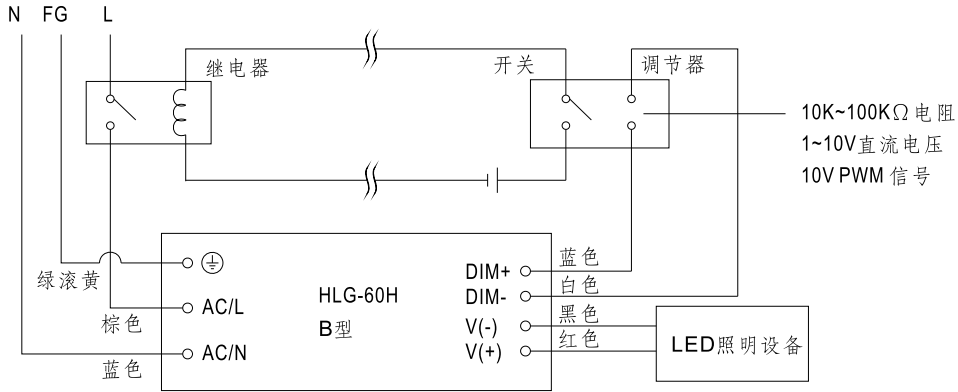 N FG L
继电器
开关
调节器
10K~100KΩ电阻
1~10V直流电压
10V PWM 信号
绿滚黄
棕色
蓝色
AC/L
AC/N
HLG-60H
B型
DIM+
DIM-
V(-)
V(+)
蓝色
白色
黑色
红色
LED照明设备